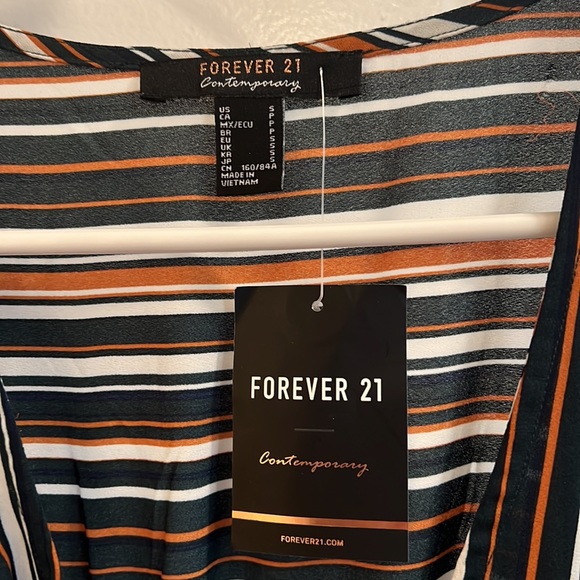 FOREVER 21
Contemporary
US S
CA P
MX/ECU P
BR P
EU S
UK S
KR S
JP S
CN 160/84A
MADE IN
VIETNAM
FOREVER 21
Contemporary
FOREVER21.COM